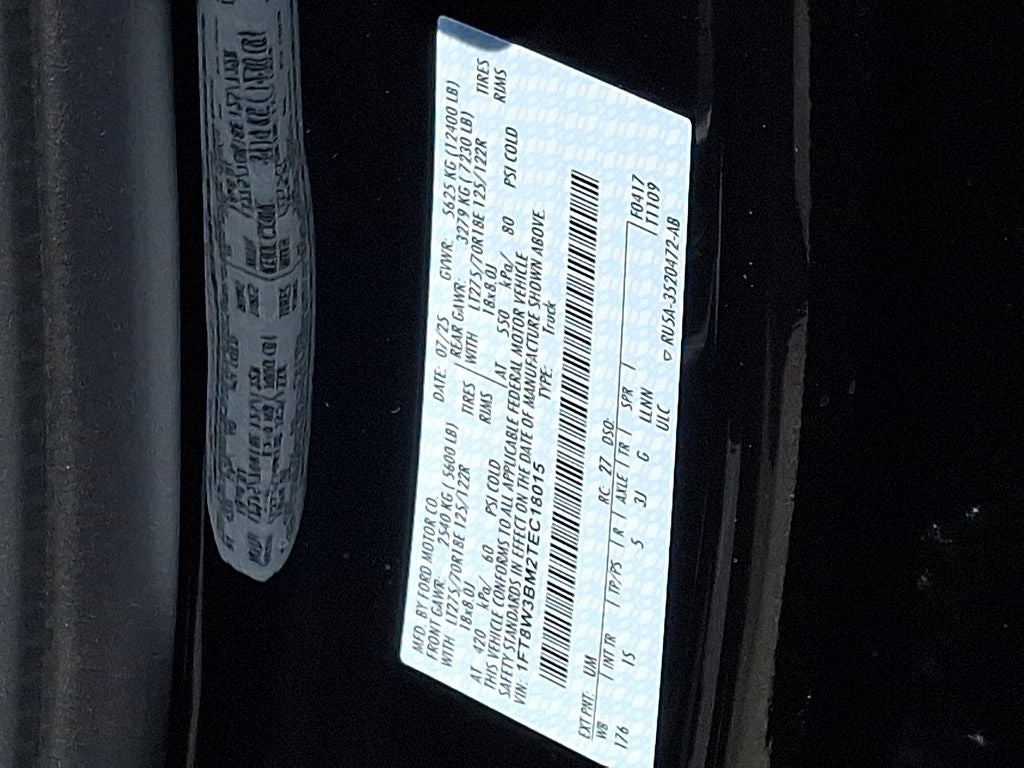 MFD. BY FORD MOTOR CO.
DATE: 07/25 GVWR: 5625 KG (12400 LB)
FRONT GAWR: 2540 KG ( 5600 LB)
REAR GAWR: 3279 KG ( 7230 LB)
WITH LT275/70R18E 125/122R TIRES
WITH LT275/70R18E 125/122R TIRES
18x8.0J RIMS
18x8.0J RIMS
AT 420 kPa/ 60 PSI COLD
AT 550 kPa/ 80 PSI COLD
THIS VEHICLE CONFORMS TO ALL APPLICABLE FEDERAL MOTOR VEHICLE
SAFETY STANDARDS IN EFFECT ON THE DATE OF MANUFACTURE SHOWN ABOVE.
VIN: 1FT8W3BM2TEC18015 TYPE: Truck
EXT PNT: UM RC: 27 DSO: F0417
WB INT TR TP/PS R AXLE TR SPR T1109
176 15 5 3J G LLNN
ULC RU5A-3520472-AB